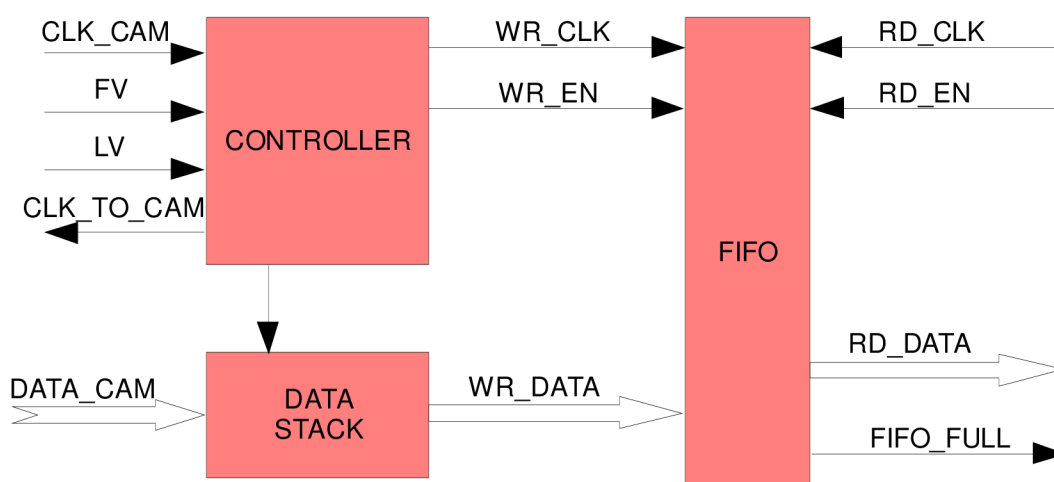 CLK_CAM
FV
LV
CLK_TO_CAM
CONTROLLER
WR_CLK
WR_EN
RD_CLK
RD_EN
FIFO
DATA_CAM
DATA
STACK
WR_DATA
RD_DATA
FIFO_FULL